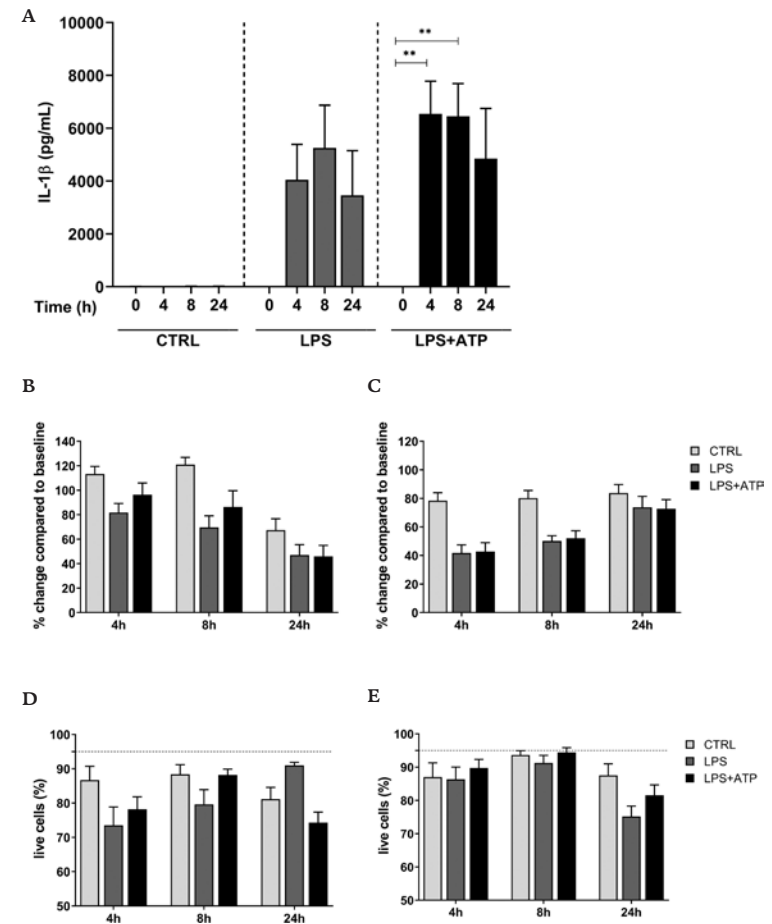 A
10000
8000
6000
4000
2000
0
IL-1β (pg/mL)
** **
Time (h) 0 4 8 24 0 4 8 24 0 4 8 24
CTRL LPS LPS+ATP
B
140
120
100
80
60
40
20
0
% change compared to baseline
4h 8h 24h
C
120
100
80
60
40
20
0
% change compared to baseline
4h 8h 24h
CTRL
LPS
LPS+ATP
D
100
90
80
70
60
50
live cells (%)
4h 8h 24h
E
100
90
80
70
60
50
live cells (%)
4h 8h 24h
CTRL
LPS
LPS+ATP